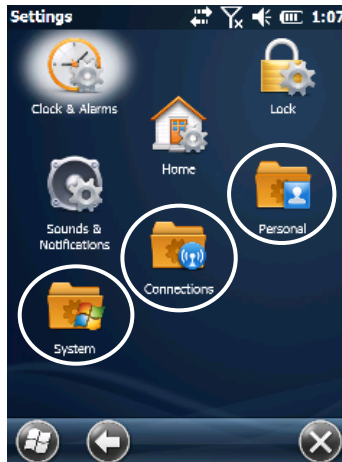 Settings 1:07
Clock & Alarms
Lock
Home
Sounds &
Notifications
Personal
Connections
System